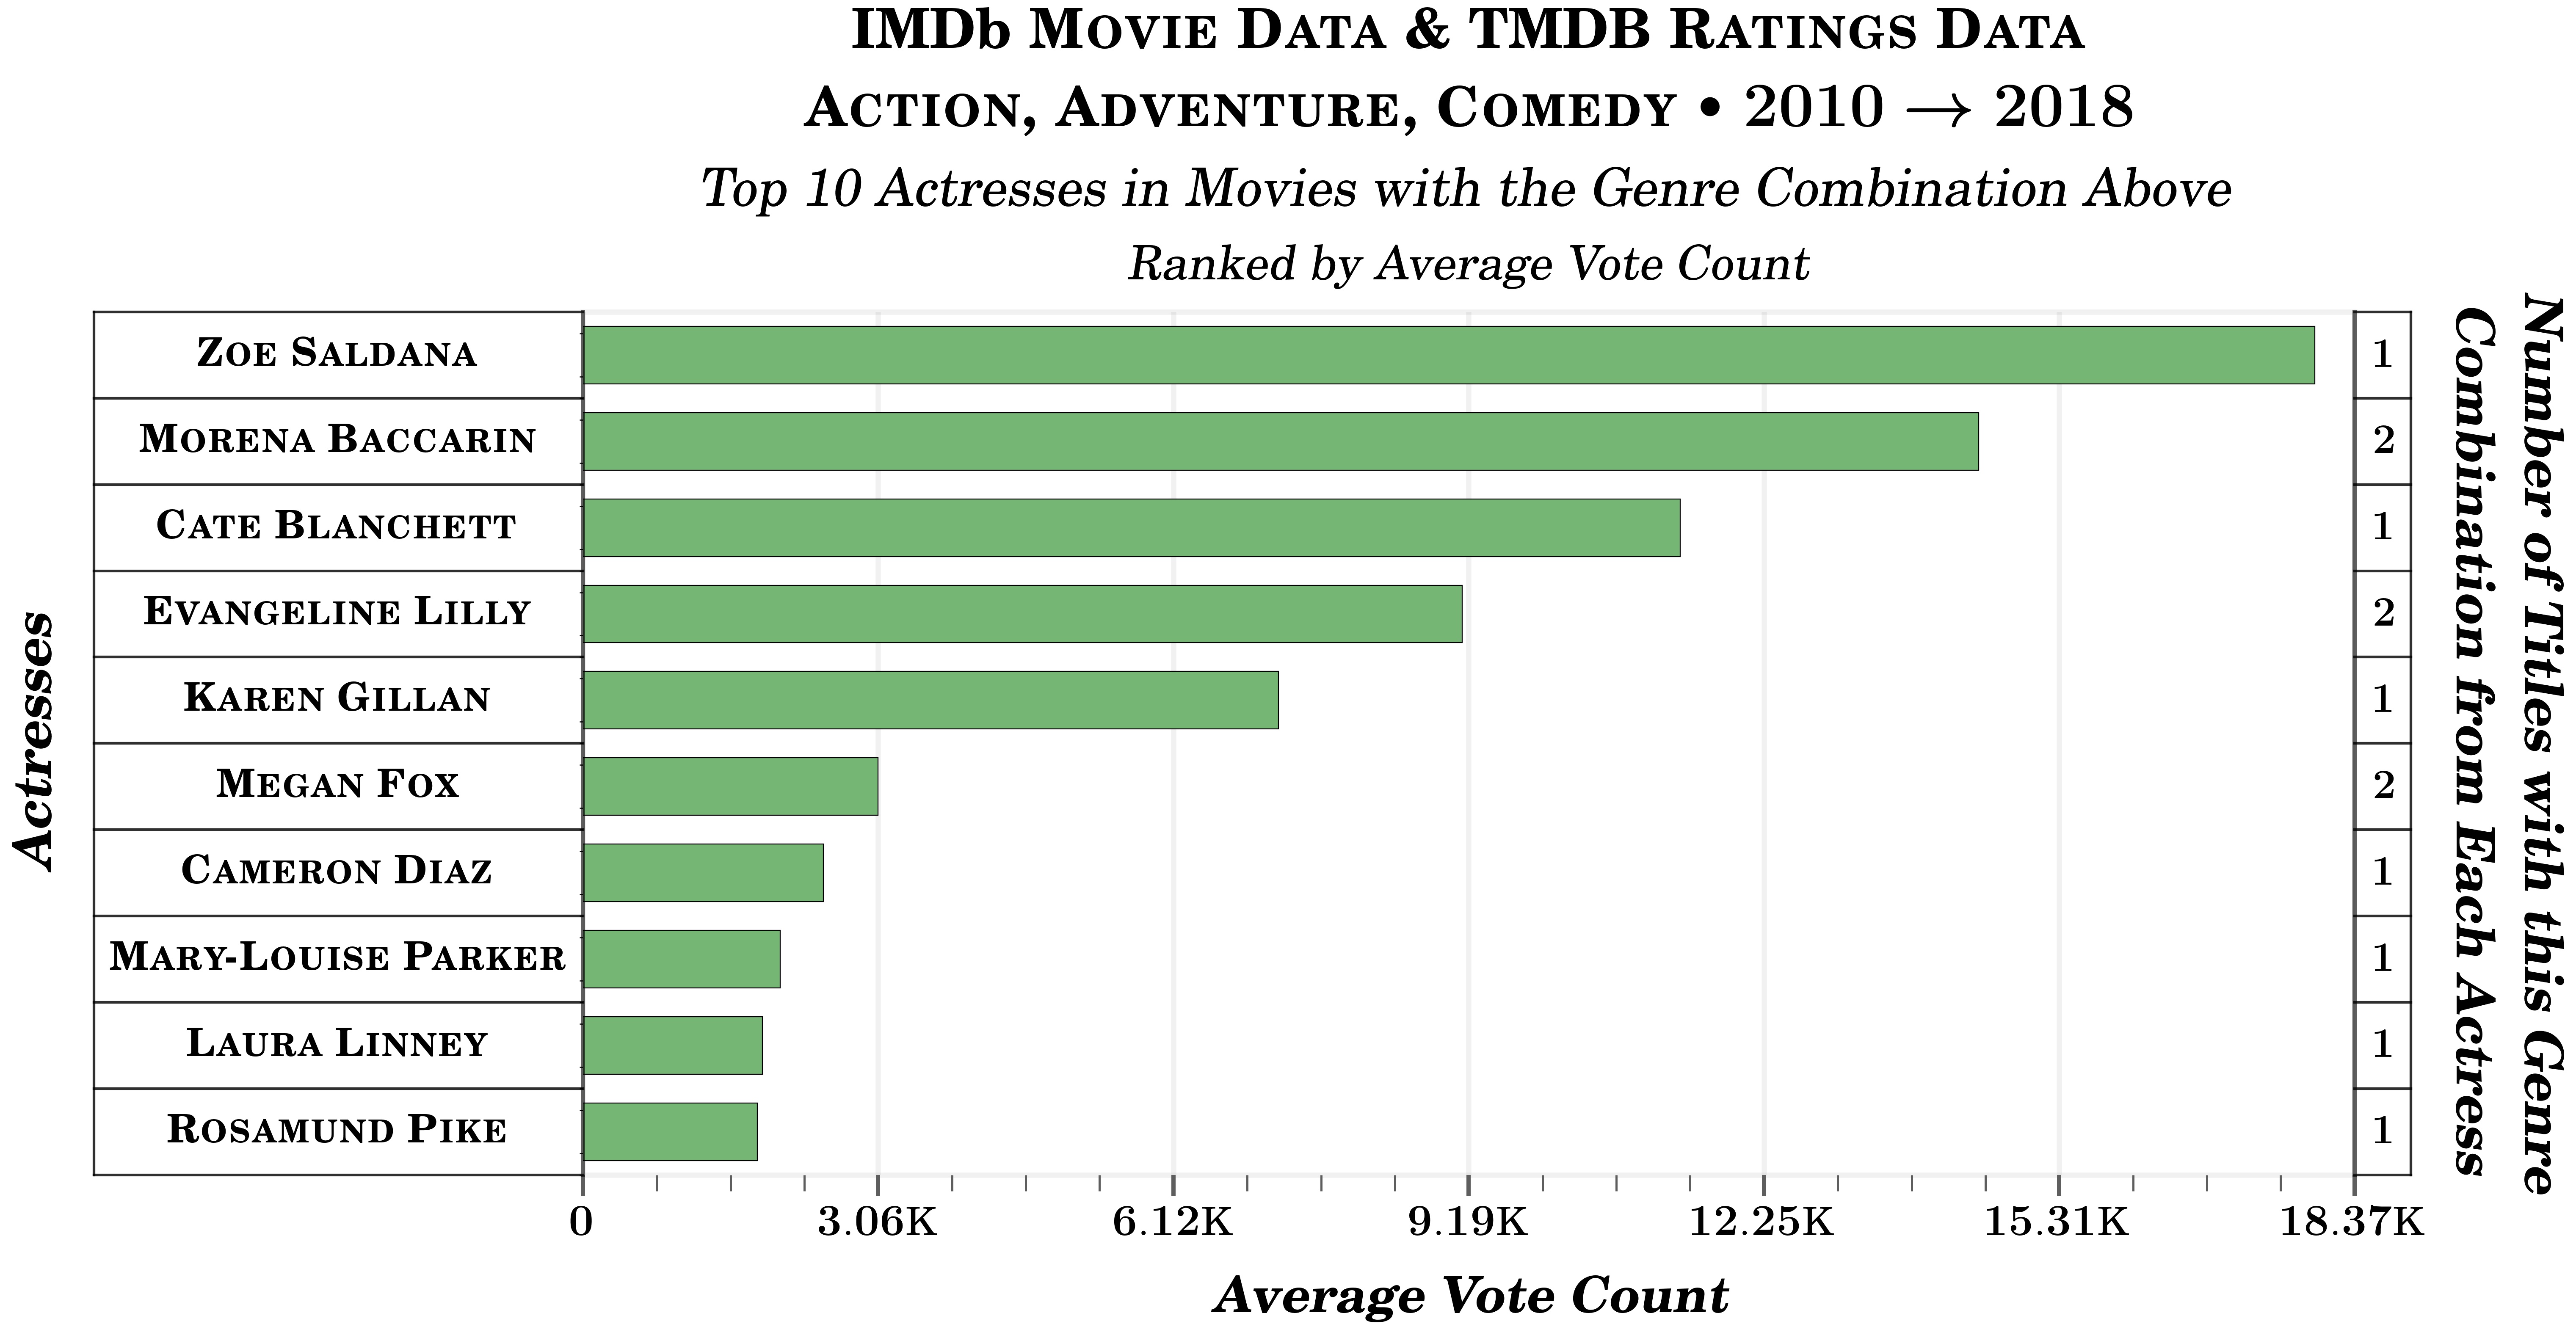 IMDb Movie Data & TMDB Ratings Data
Action, Adventure, Comedy • 2010 → 2018
Top 10 Actresses in Movies with the Genre Combination Above
Ranked by Average Vote Count
Actresses
Zoe Saldana 1
Morena Baccarin 2
Cate Blanchett 1
Evangeline Lilly 2
Karen Gillan 1
Megan Fox 2
Cameron Diaz 1
Mary-Louise Parker 1
Laura Linney 1
Rosamund Pike 1
Number of Titles with this Genre
Combination from Each Actress
0 3.06K 6.12K 9.19K 12.25K 15.31K 18.37K
Average Vote Count